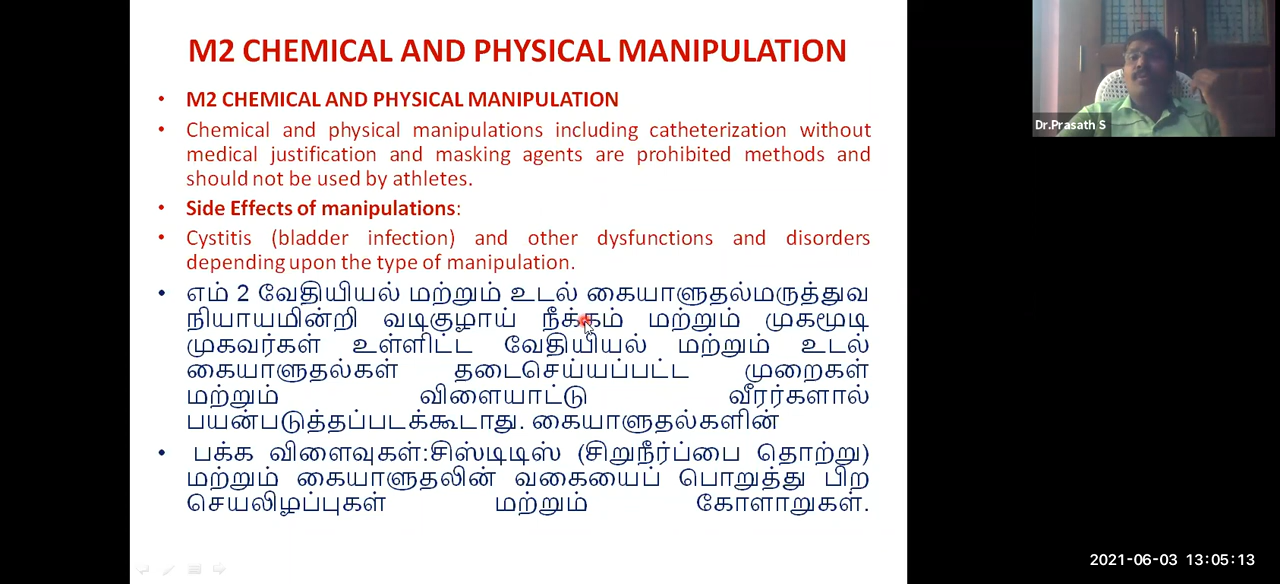 M2 CHEMICAL AND PHYSICAL MANIPULATION
• M2 CHEMICAL AND PHYSICAL MANIPULATION
• Chemical and physical manipulations including catheterization without
medical justification and masking agents are prohibited methods and
should not be used by athletes.
• Side Effects of manipulations:
• Cystitis (bladder infection) and other dysfunctions and disorders
depending upon the type of manipulation.
• எம் 2 வேதியியல் மற்றும் உடல் கையாளுதல்மருத்துவ
நியாயமின்றி வடிகுழாய் நீக்கம் மற்றும் முகமூடி
முகவர்கள் உள்ளிட்ட வேதியியல் மற்றும் உடல்
கையாளுதல்கள் தடைசெய்யப்பட்ட முறைகள்
மற்றும் விளையாட்டு வீரர்களால்
பயன்படுத்தப்படக்கூடாது. கையாளுதல்களின்
• பக்க விளைவுகள்:சிஸ்டிடிஸ் (சிறுநீர்ப்பை தொற்று)
மற்றும் கையாளுதலின் வகையைப் பொறுத்து பிற
செயலிழப்புகள் மற்றும் கோளாறுகள்.
Dr.Prasath S
2021-06-03 13:05:13